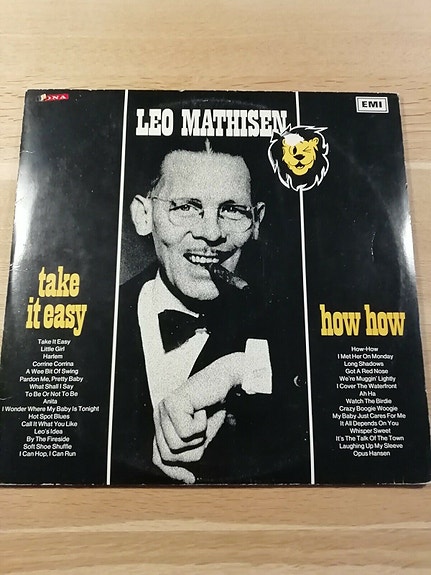 SONA
EMI
LEO MATHISEN
take
it easy
Take It Easy
Little Girl
Harlem
Corrine Corrina
A Wee Bit Of Swing
Pardon Me, Pretty Baby
What Shall I Say
To Be Or Not To Be
Anita
I Wonder Where My Baby Is Tonight
Hot Spot Blues
Call It What You Like
Leo's Idea
By The Fireside
Soft Shoe Shuffle
I Can Hop, I Can Run
how how
How-How
I Met Her On Monday
Long Shadows
Got A Red Nose
We're Muggin' Lightly
I Cover The Waterfront
Ah Ha
Watch The Birdie
Crazy Boogie Woogie
My Baby Just Cares For Me
It All Depends On You
Whisper Sweet
It's The Talk Of The Town
Laughing Up My Sleeve
Opus Hansen